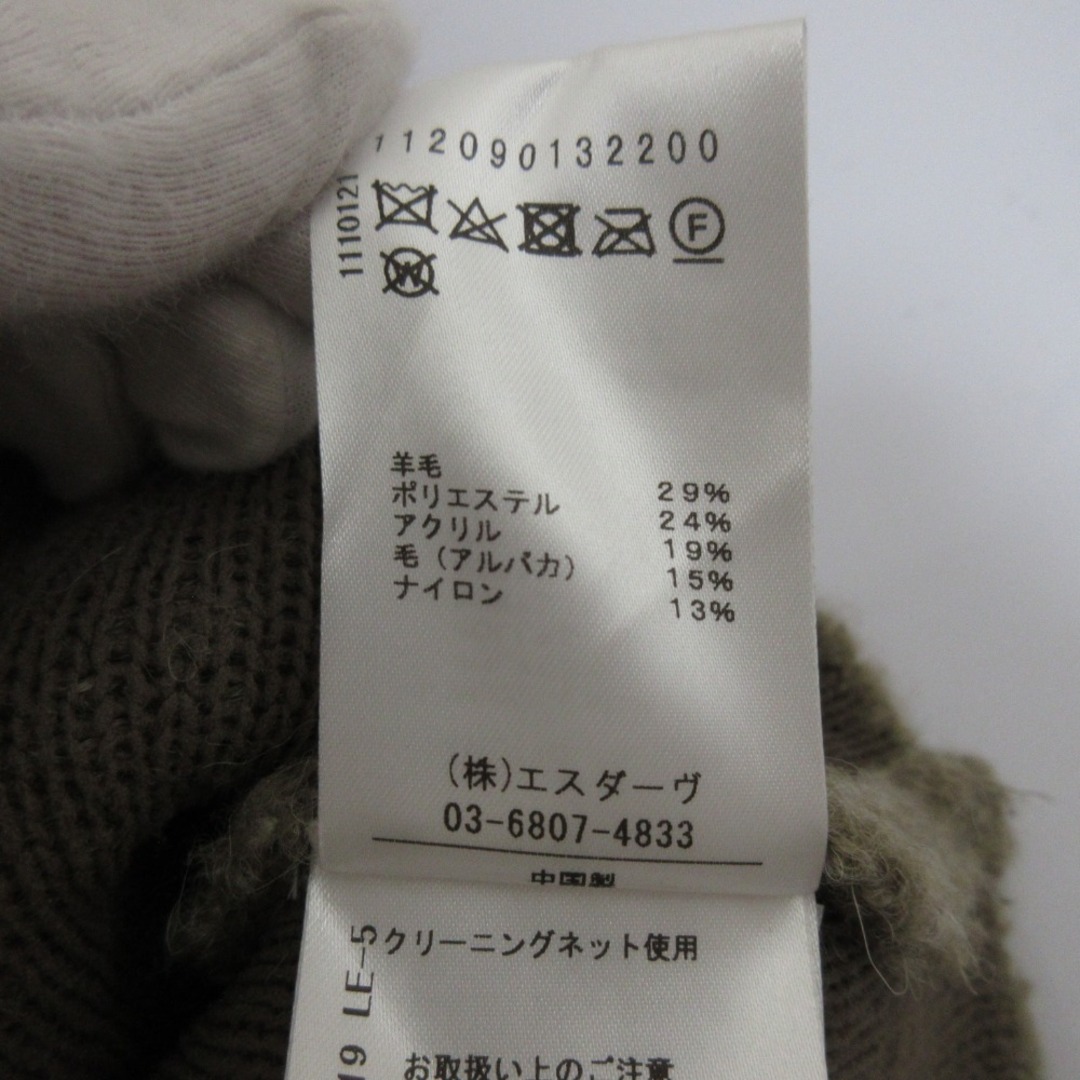 112090132200
1110121
F
W
羊毛 29%
ポリエステル 24%
アクリル 19%
毛（アルパカ） 15%
ナイロン 13%
(株)エスダーヴ
03-6807-4833
中国製
クリーニングネット使用
LE-5
19
お取扱い上のご注意